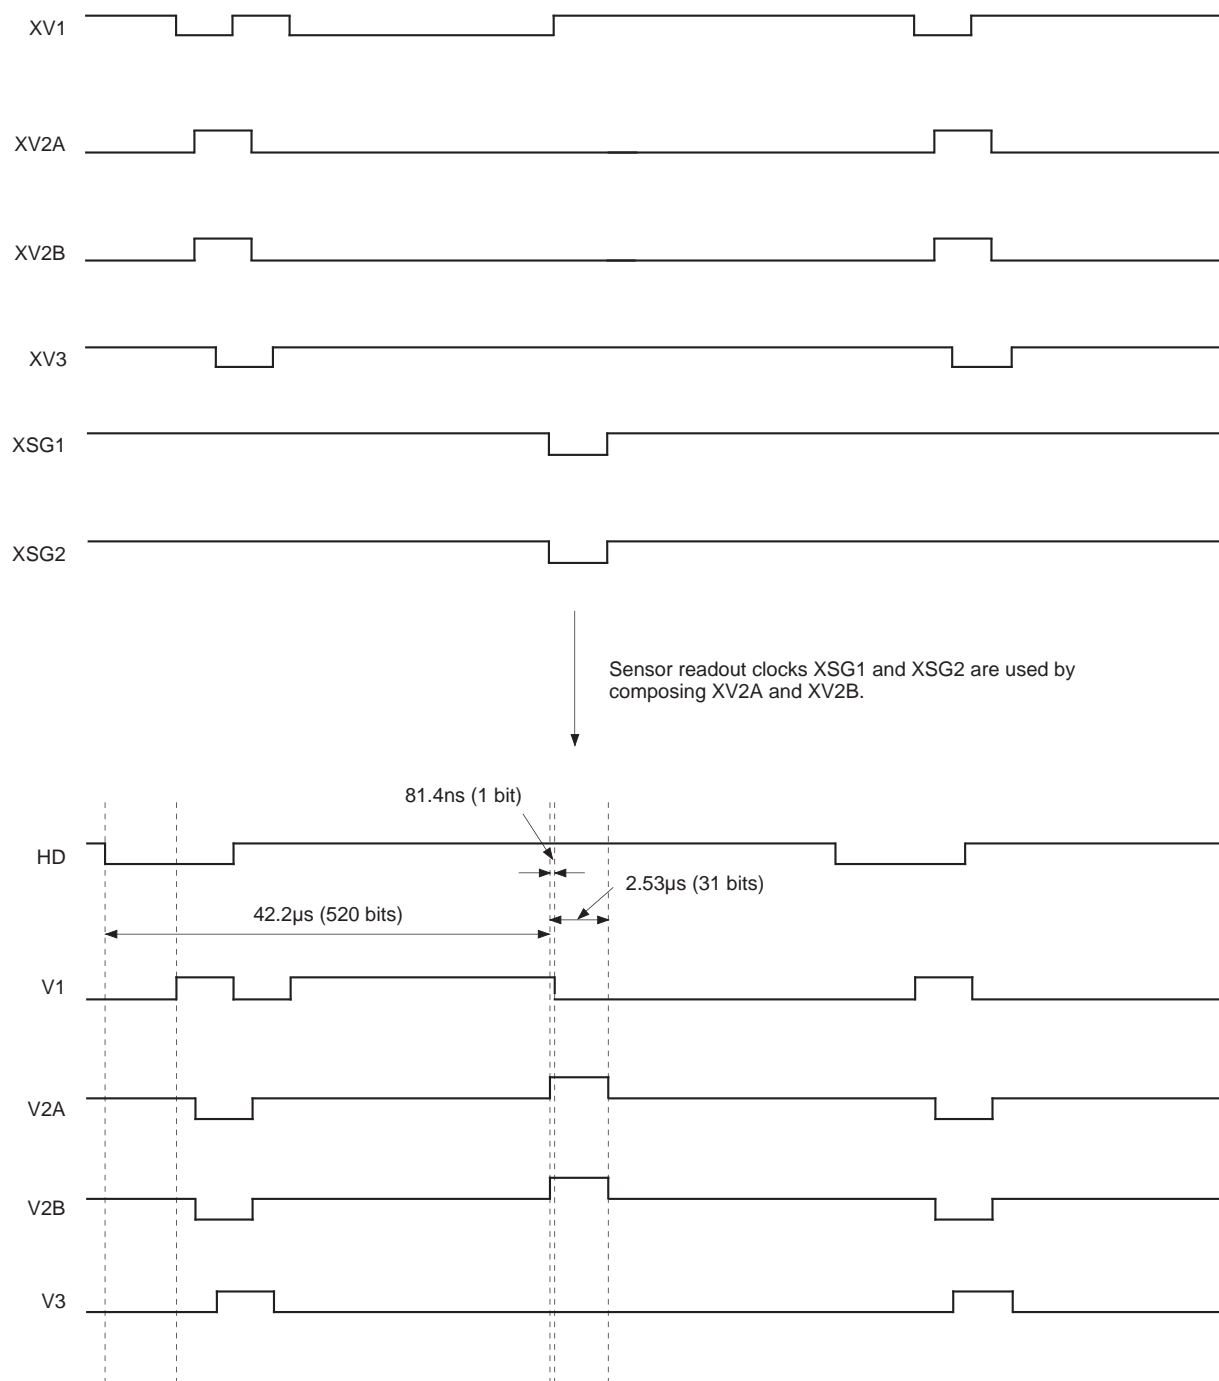 XV1
XV2A
XV2B
XV3
XSG1
XSG2
Sensor readout clocks XSG1 and XSG2 are used by
composing XV2A and XV2B.
81.4ns (1 bit)
HD
2.53μs (31 bits)
42.2μs (520 bits)
V1
V2A
V2B
V3